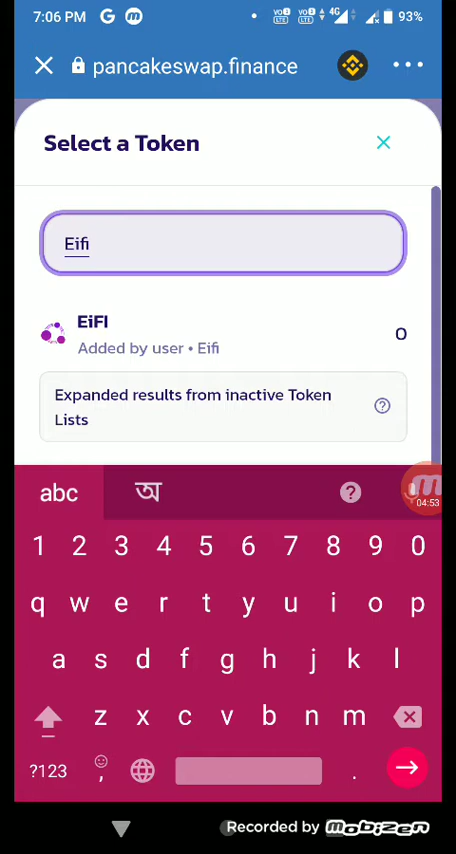 7:06 PM G 4G 93%
pancakeswap.finance
Select a Token
Eifi
EiFI
Added by user • Eifi
0
Expanded results from inactive Token
Lists
abc অ
04:53
1 2 3 4 5 6 7 8 9 0
q w e r t y u i o p
a s d f g h j k l
z x c v b n m
?123 , .
Recorded by MOBIZEN